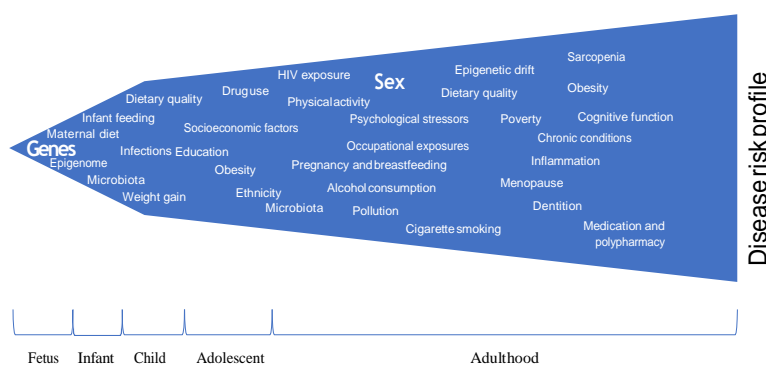 Sarcopenia
HIV exposure
Sex
Epigenetic drift
Drug use
Obesity
Dietary quality
Physical activity
Dietary quality
Infant feeding
Socioeconomic factors
Psychological stressors
Poverty
Cognitive function
Maternal diet
Chronic conditions
Genes
Infections
Education
Occupational exposures
Epigenome
Obesity
Pregnancy and breastfeeding
Inflammation
Microbiota
Alcohol consumption
Menopause
Weight gain
Ethnicity
Microbiota
Pollution
Dentition
Cigarette smoking
Medication and
polypharmacy
Disease risk profile
Fetus
Infant
Child
Adolescent
Adulthood